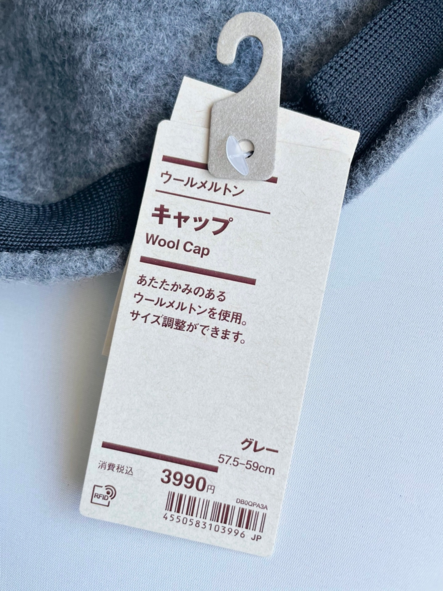 ウールメルトン
キャップ
Wool Cap
あたたかみのある
ウールメルトンを使用。
サイズ調整ができます。
グレー
57.5–59cm
消費税込
3990円
RFID
DB0QPA3A
4550583103996 JP